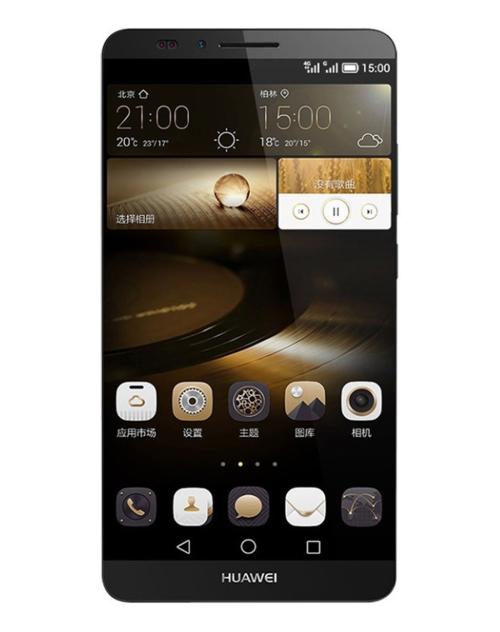 4G G 15:00
北京 柏林
21:00 15:00
20℃ 23°/17° 18℃ 20°/15°
没有歌曲
选择相册
应用市场 设置 主题 图库 相机
HUAWEI